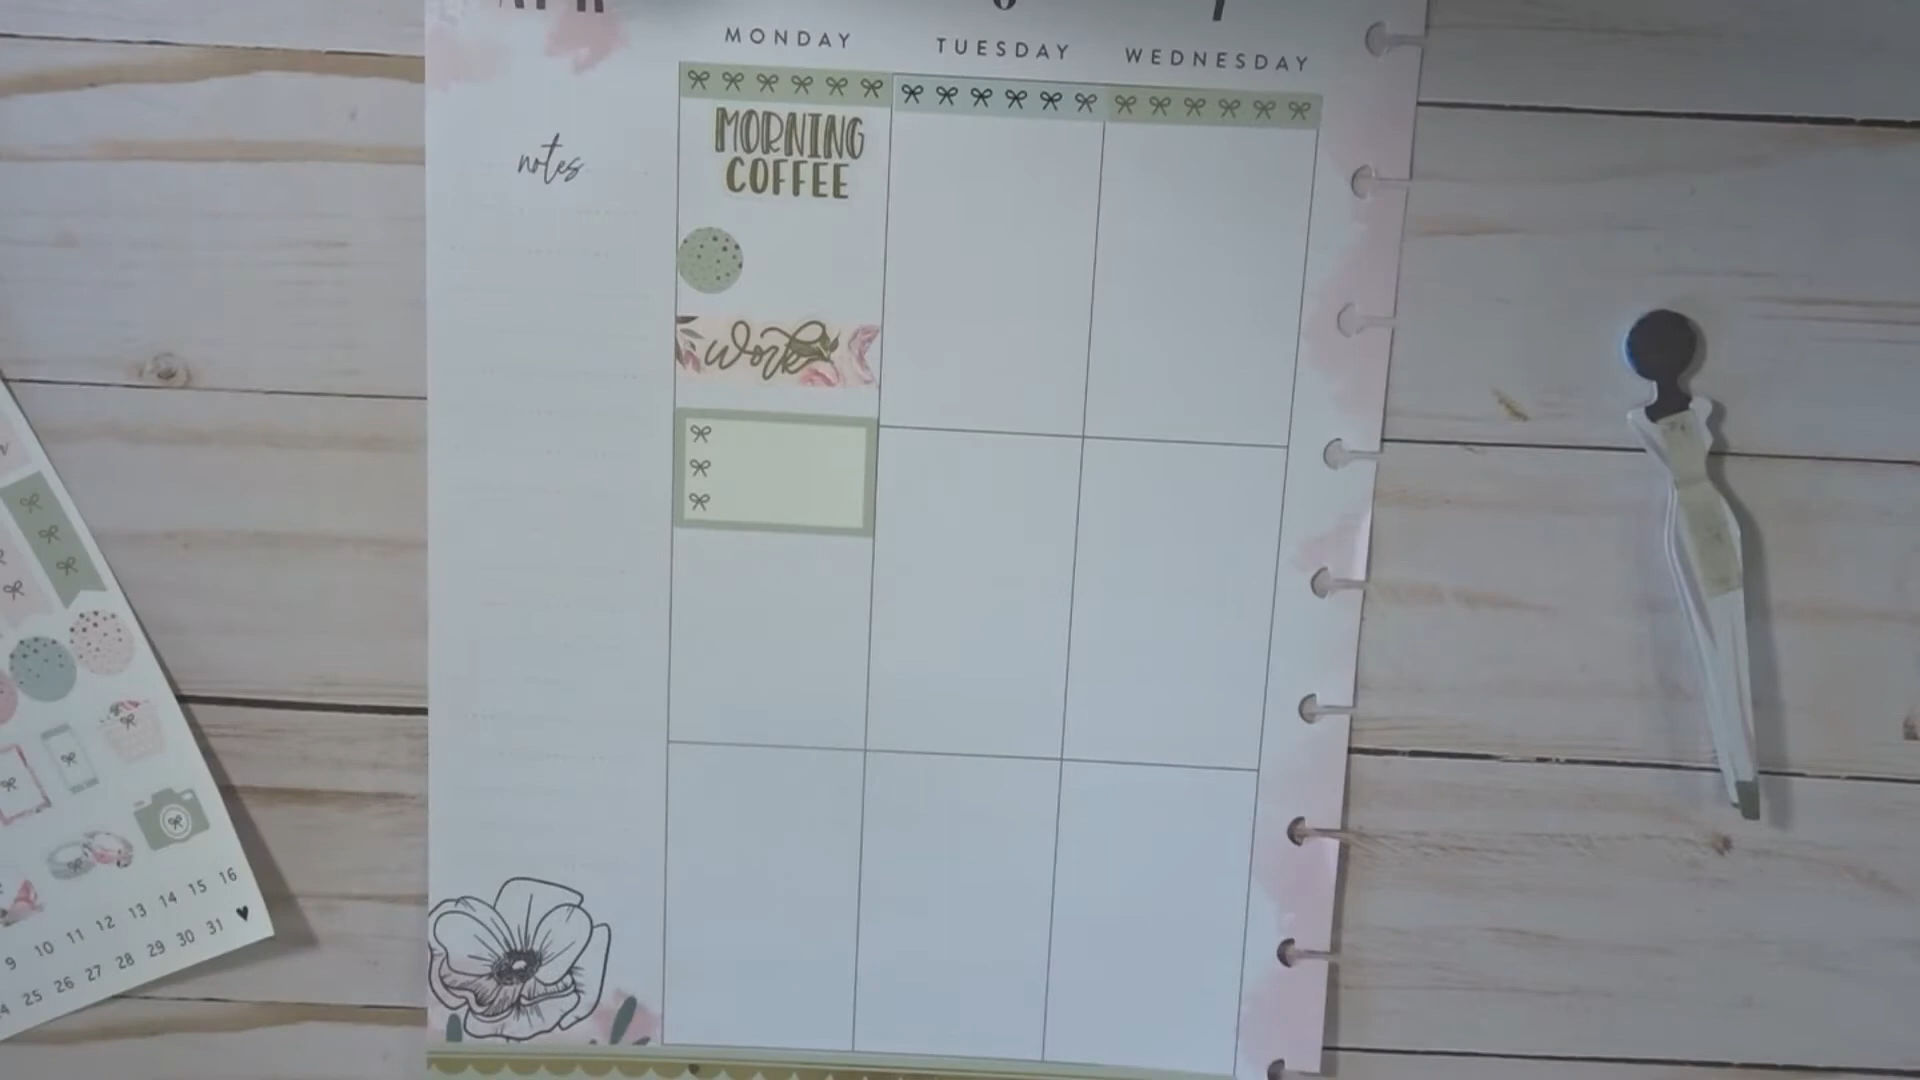 MONDAY TUESDAY WEDNESDAY
notes
MORNING
COFFEE
work
9 10 11 12 13 14 15 16
25 26 27 28 29 30 31